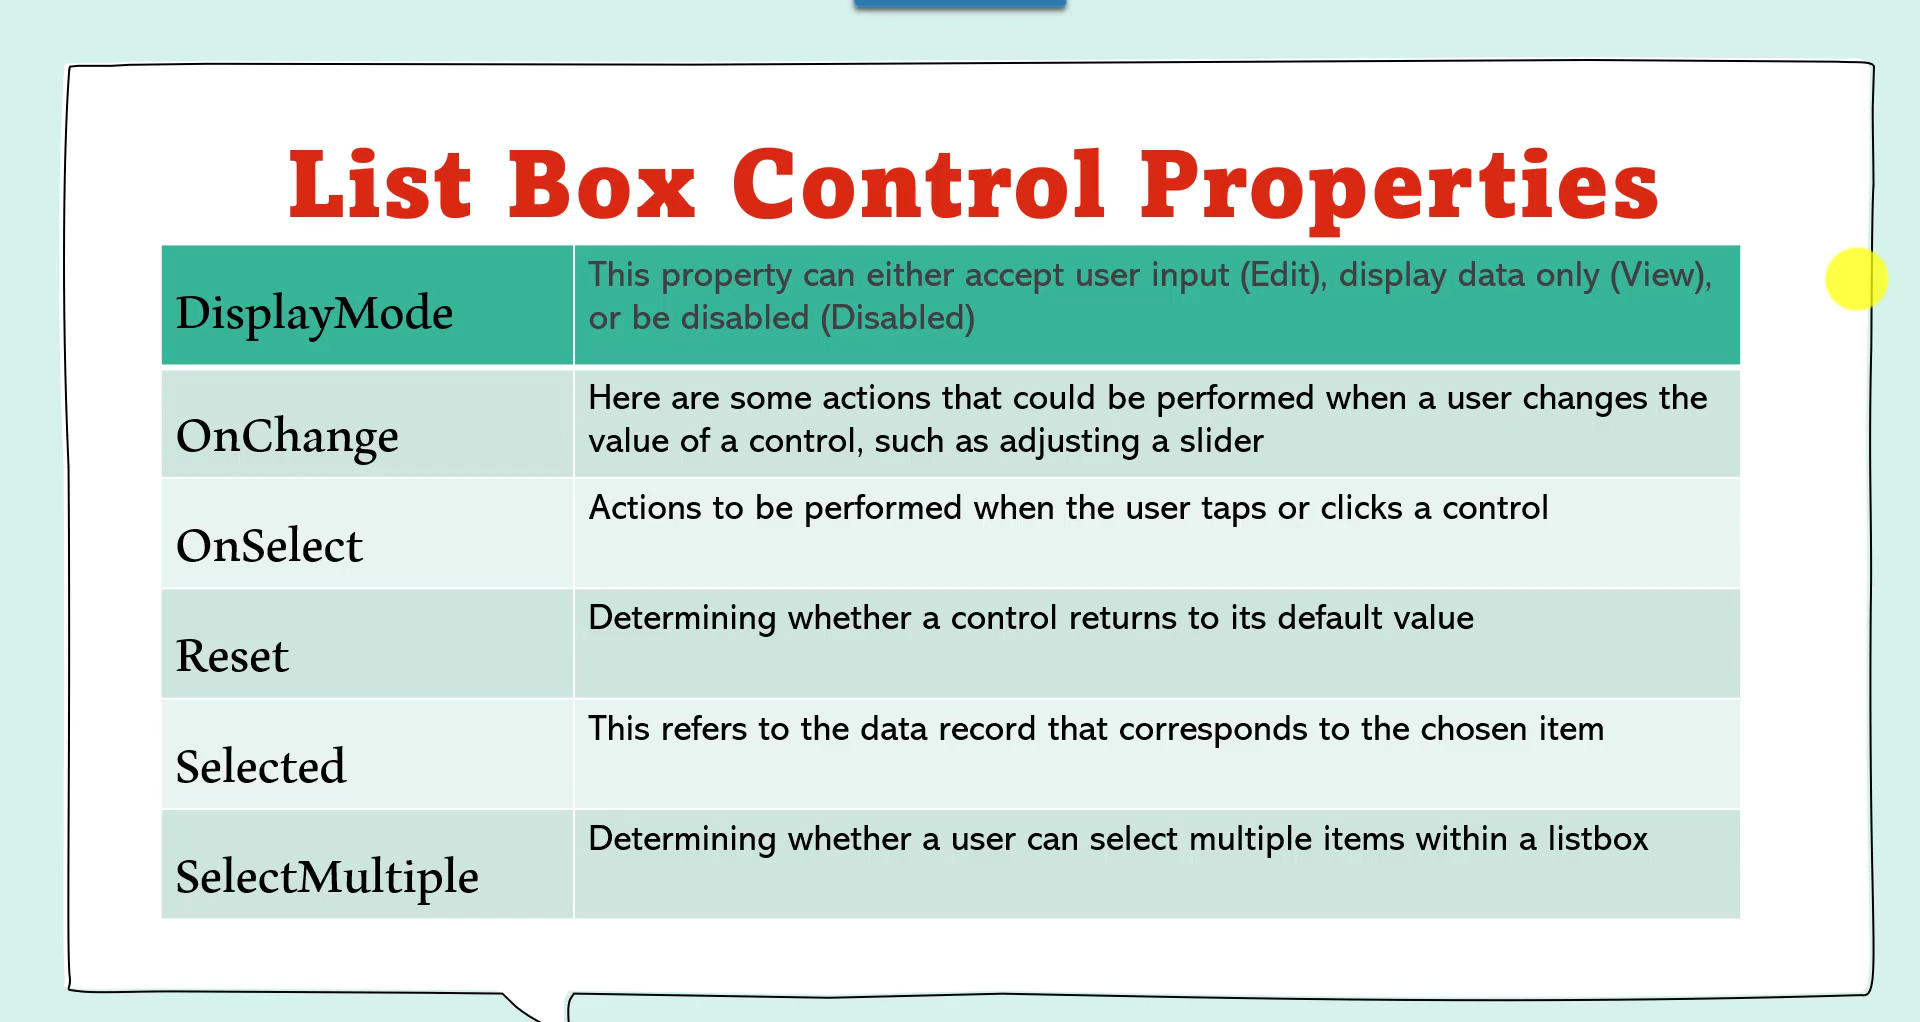 List Box Control Properties
DisplayMode
This property can either accept user input (Edit), display data only (View),
or be disabled (Disabled)
OnChange
Here are some actions that could be performed when a user changes the
value of a control, such as adjusting a slider
OnSelect
Actions to be performed when the user taps or clicks a control
Reset
Determining whether a control returns to its default value
Selected
This refers to the data record that corresponds to the chosen item
SelectMultiple
Determining whether a user can select multiple items within a listbox